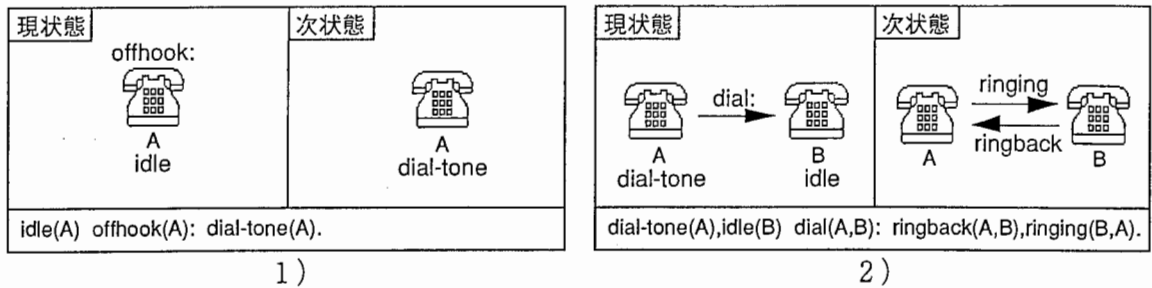 現状態
次状態
offhook:
A
idle
A
dial-tone
idle(A) offhook(A): dial-tone(A).
1)
現状態
次状態
dial:
A
dial-tone
B
idle
ringing
ringback
A
B
dial-tone(A),idle(B) dial(A,B): ringback(A,B),ringing(B,A).
2)